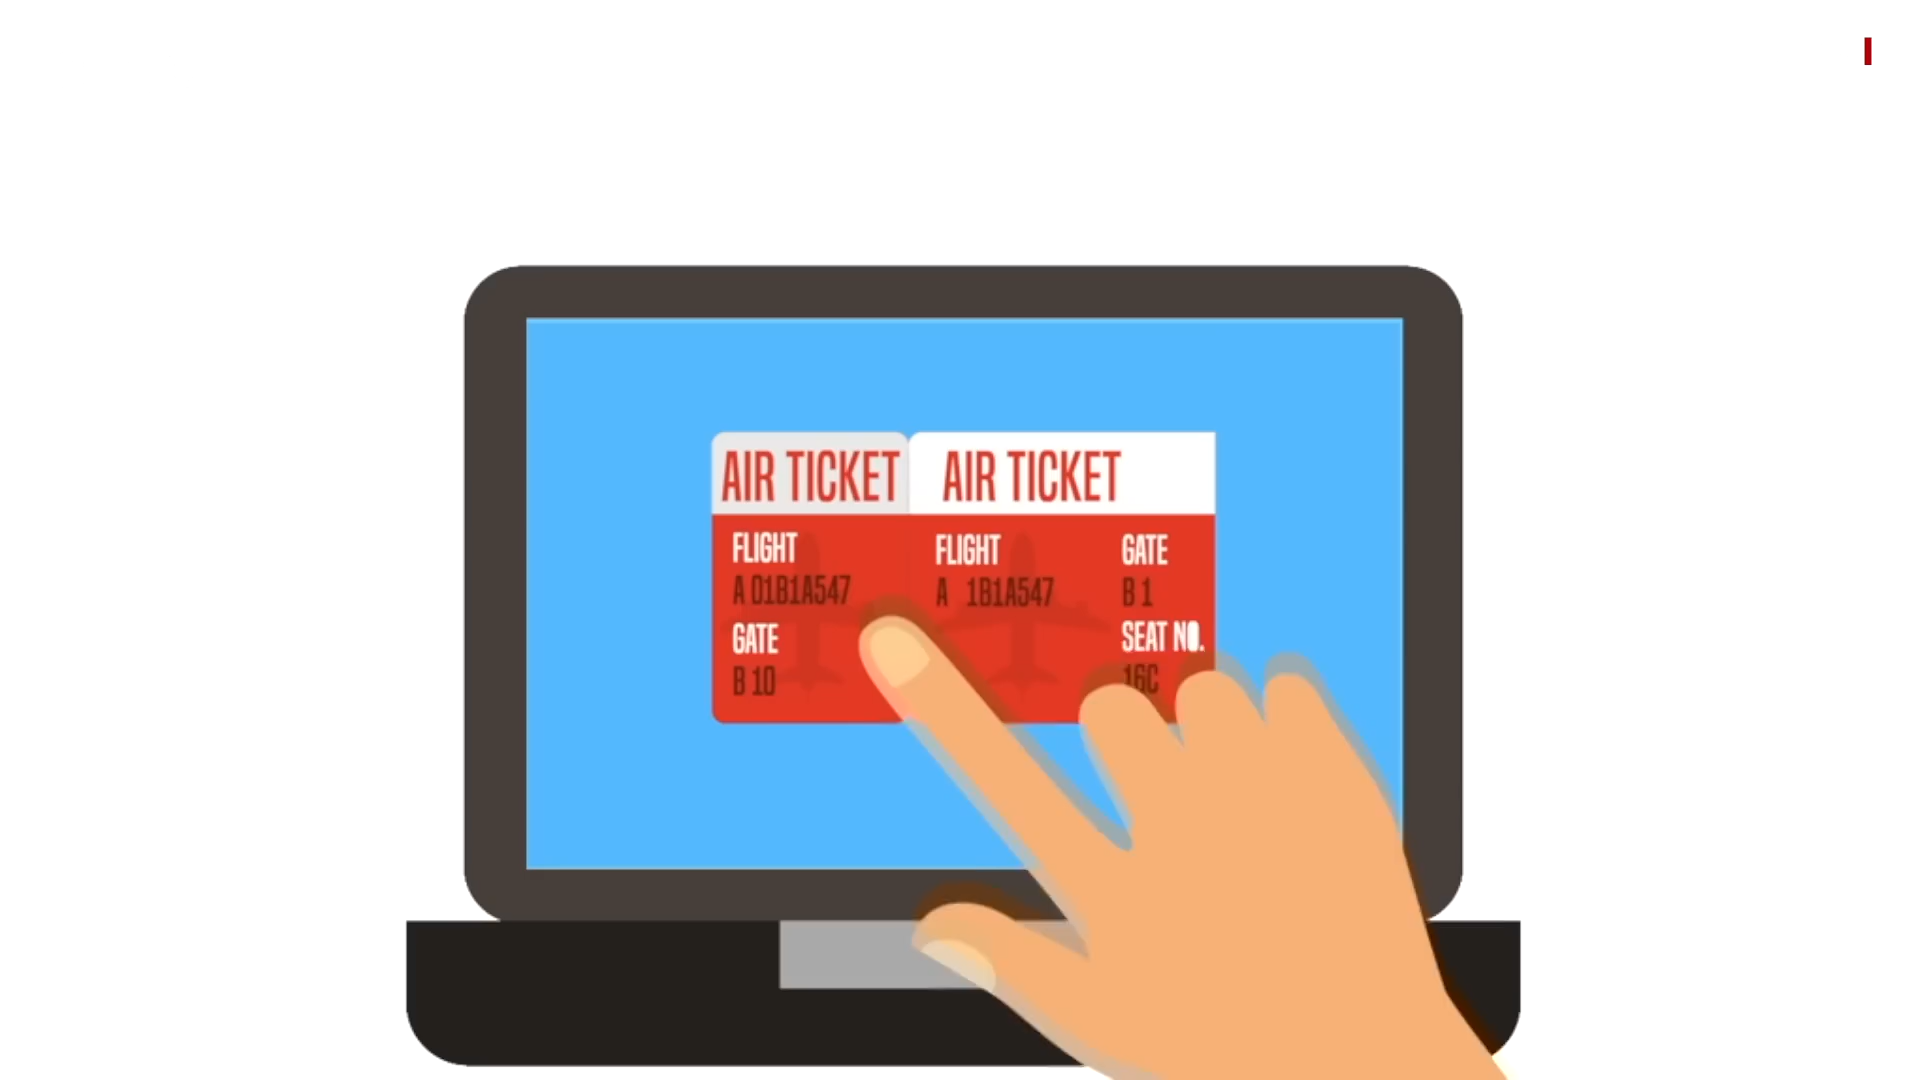 AIR TICKET
FLIGHT
A 01B1A547
GATE
B 10
AIR TICKET
FLIGHT
A 1B1A547
GATE
B 1
SEAT NO.
16C